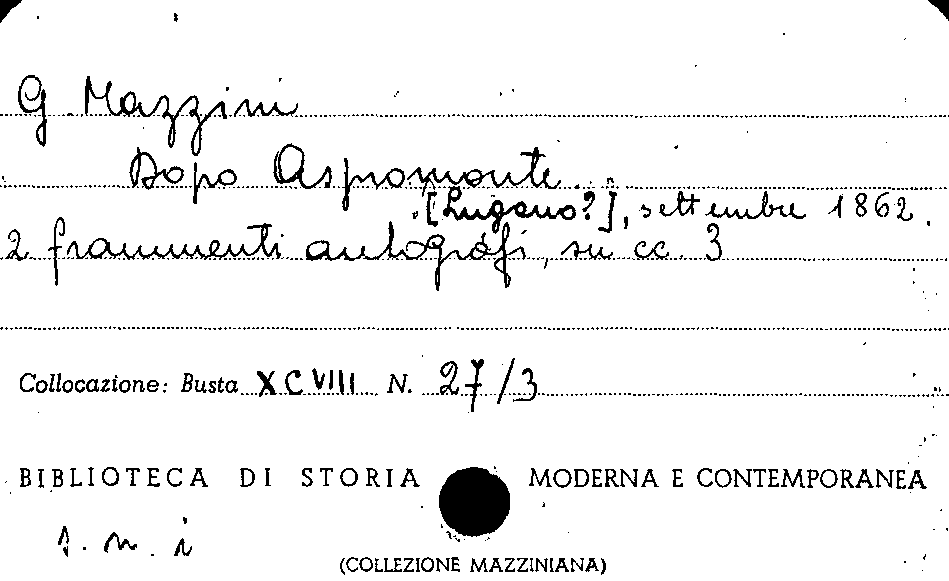 G. Mazzini
Dopo Aspromonte
[Lugano?], settembre 1862.
2 frammenti autografi, su cc. 3
Collocazione: Busta XCVIII N. 27/3
BIBLIOTECA DI STORIA MODERNA E CONTEMPORANEA
s. n. i
(COLLEZIONE MAZZINIANA)